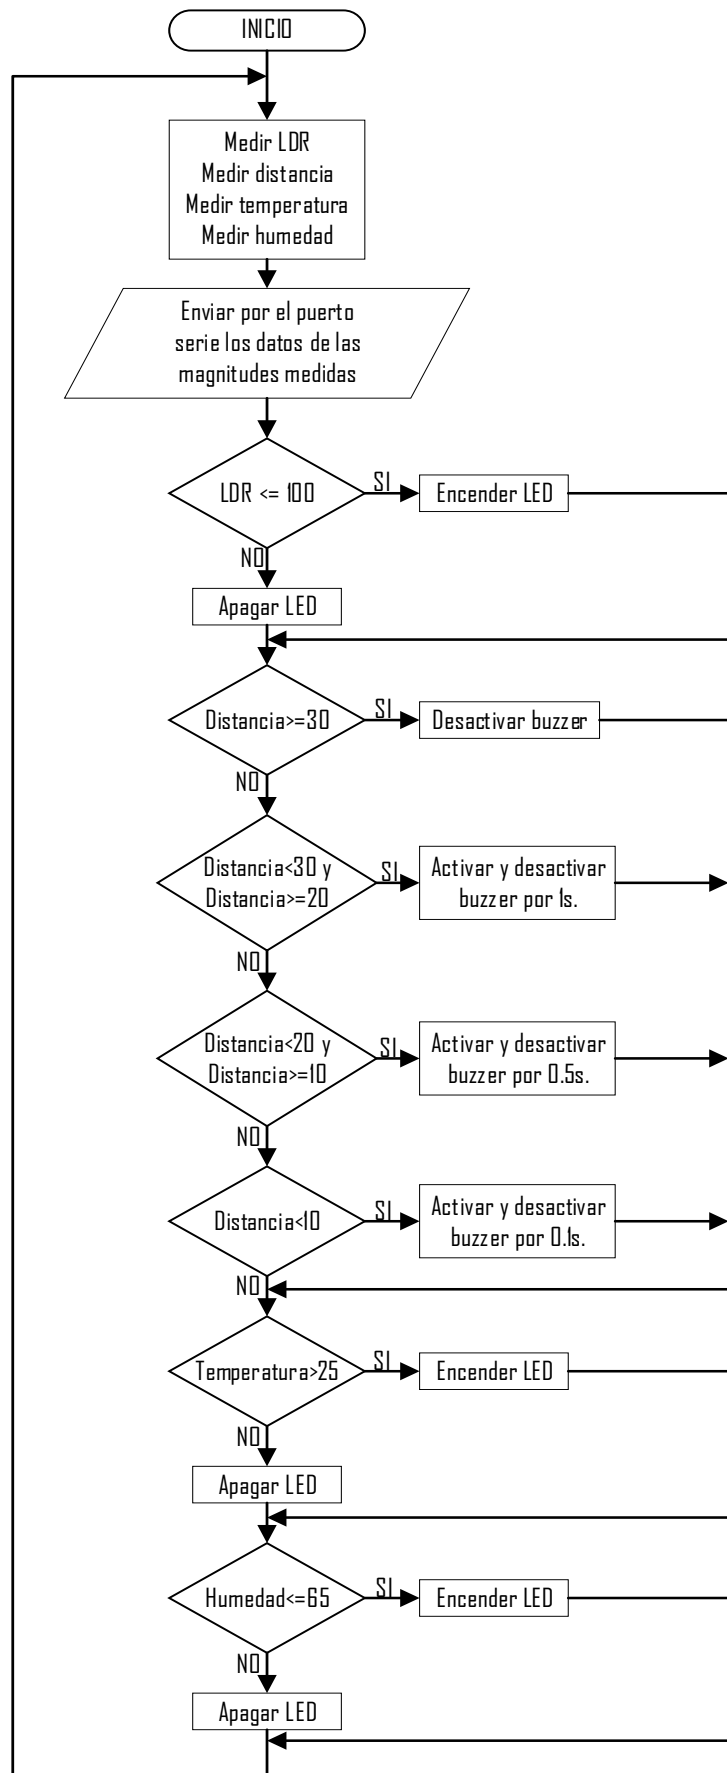 INICIO
Medir LDR
Medir distancia
Medir temperatura
Medir humedad
Enviar por el puerto
serie los datos de las
magnitudes medidas
LDR <= 100
SI
Encender LED
NO
Apagar LED
Distancia>=30
SI
Desactivar buzzer
NO
Distancia<30 y
Distancia>=20
SI
Activar y desactivar
buzzer por 1s.
NO
Distancia<20 y
Distancia>=10
SI
Activar y desactivar
buzzer por 0.5s.
NO
Distancia<10
SI
Activar y desactivar
buzzer por 0.1s.
NO
Temperatura>25
SI
Encender LED
NO
Apagar LED
Humedad<=65
SI
Encender LED
NO
Apagar LED